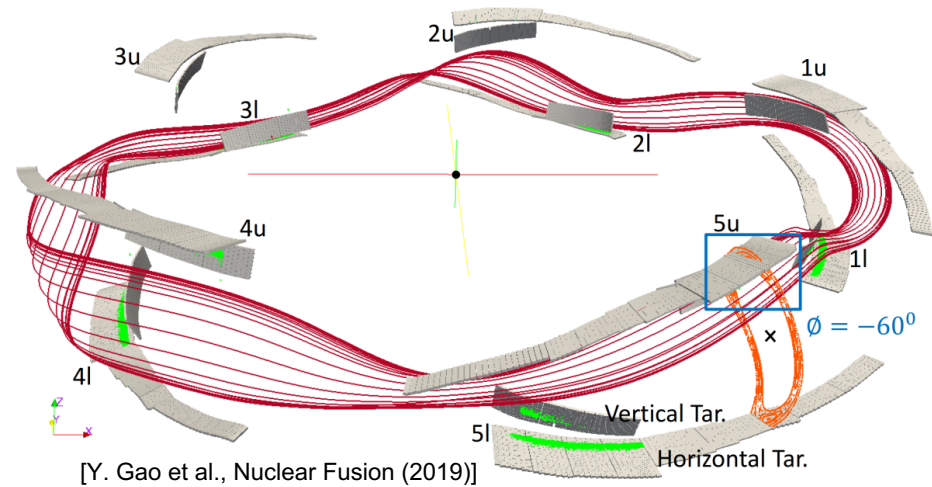 2u
3u
1u
3l
2l
4u
5u
1l
∅ = −60⁰
4l
Vertical Tar.
5l
Horizontal Tar.
Z
Y
X
[Y. Gao et al., Nuclear Fusion (2019)]